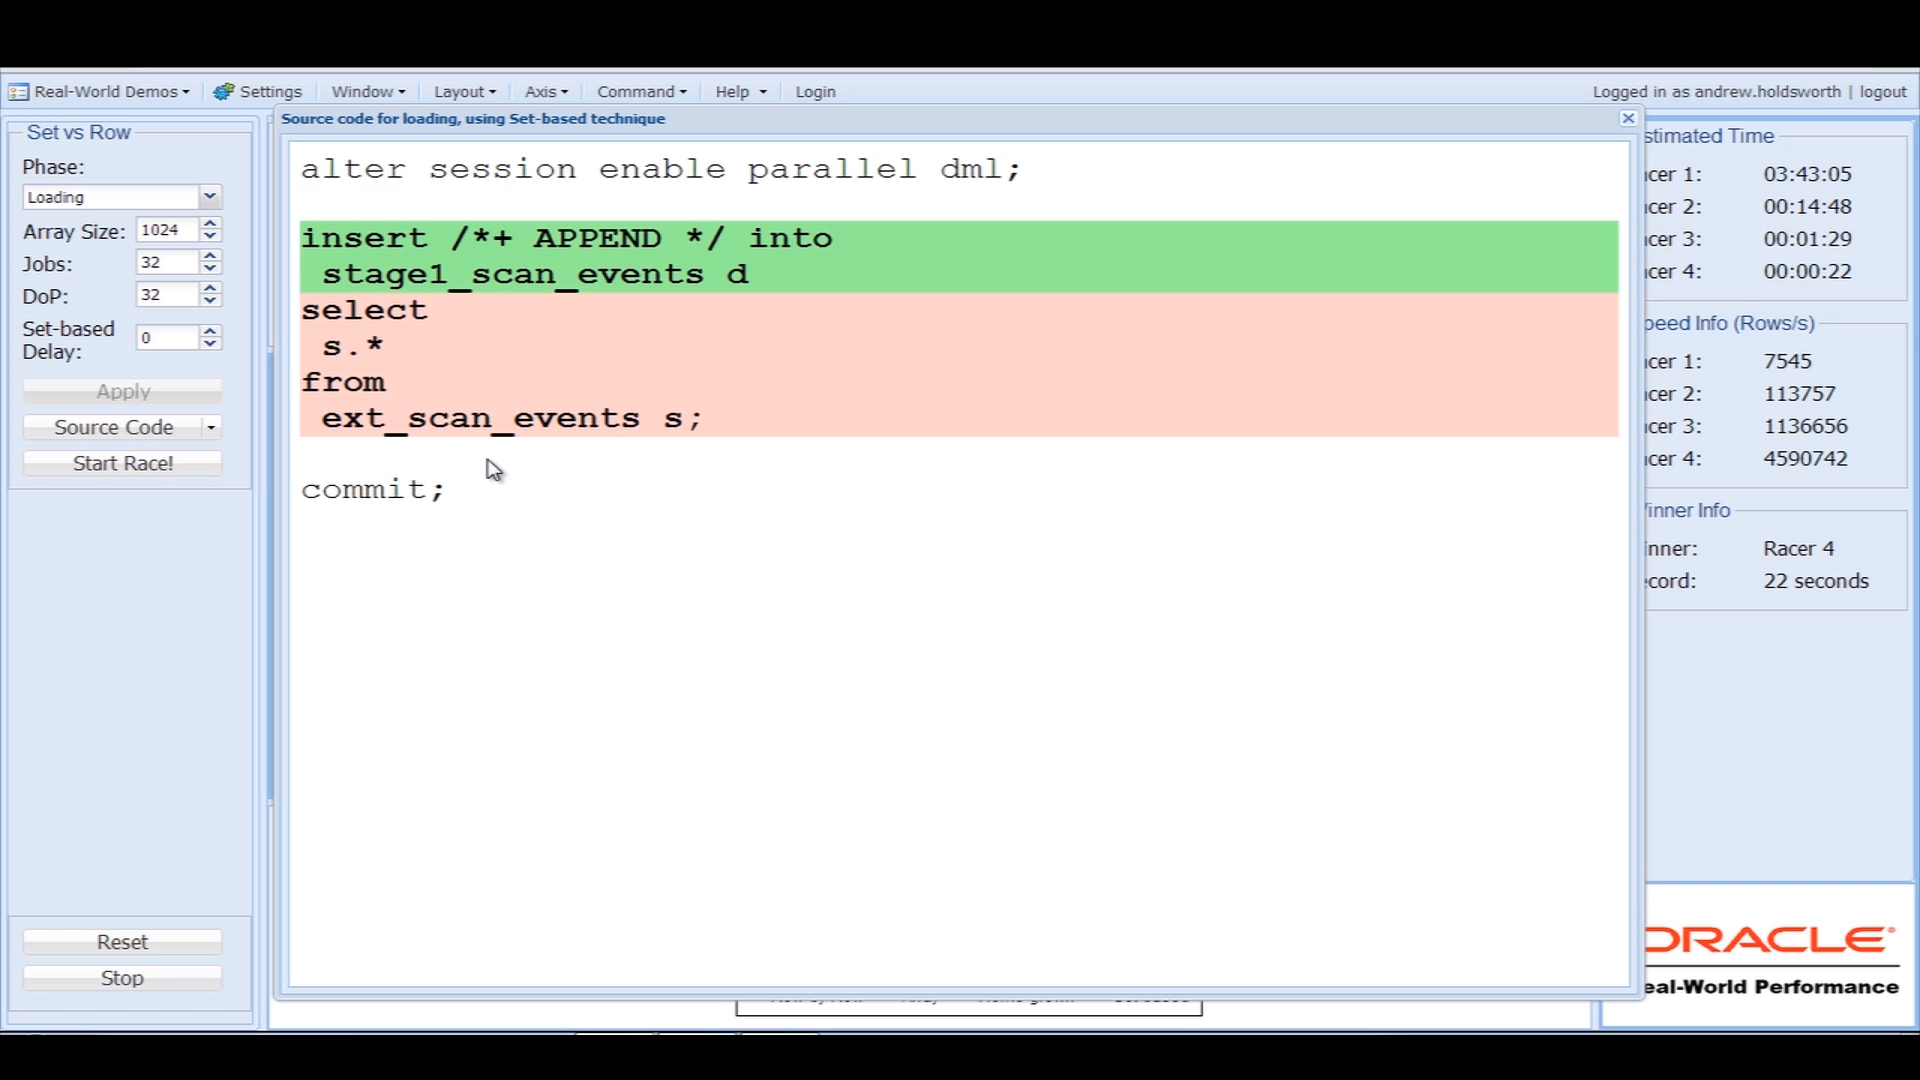 Real-World Demos Settings Window Layout Axis Command Help Login Logged in as andrew.holdsworth | logout
Set vs Row
Phase:
Loading
Array Size: 1024
Jobs: 32
DoP: 32
Set-based Delay: 0
Apply
Source Code
Start Race!
Reset
Stop
Source code for loading, using Set-based technique
alter session enable parallel dml;
insert /*+ APPEND */ into
stage1_scan_events d
select
s.*
from
ext_scan_events s;
commit;
stimated Time
cer 1: 03:43:05
cer 2: 00:14:48
cer 3: 00:01:29
cer 4: 00:00:22
peed Info (Rows/s)
cer 1: 7545
cer 2: 113757
cer 3: 1136656
cer 4: 4590742
inner Info
nner: Racer 4
cord: 22 seconds
ORACLE
eal-World Performance